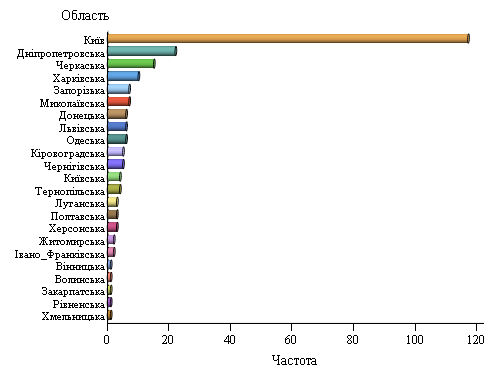 Область
Київ
Дніпропетровська
Черкаська
Харківська
Запорізька
Миколаївська
Донецька
Львівська
Одеська
Кіровоградська
Чернігівська
Київська
Тернопільська
Луганська
Полтавська
Херсонська
Житомирська
Івано_Франківська
Вінницька
Волинська
Закарпатська
Рівненська
Хмельницька
0 20 40 60 80 100 120
Частота